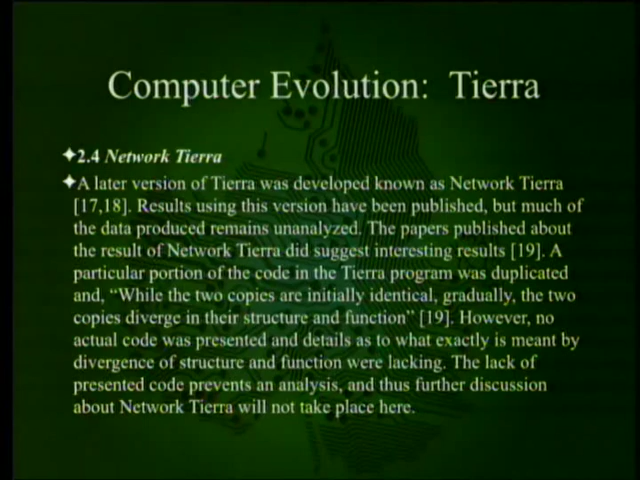 Computer Evolution: Tierra
✦2.4 Network Tierra
✦A later version of Tierra was developed known as Network Tierra
[17,18]. Results using this version have been published, but much of
the data produced remains unanalyzed. The papers published about
the result of Network Tierra did suggest interesting results [19]. A
particular portion of the code in the Tierra program was duplicated
and, “While the two copies are initially identical, gradually, the two
copies diverge in their structure and function” [19]. However, no
actual code was presented and details as to what exactly is meant by
divergence of structure and function were lacking. The lack of
presented code prevents an analysis, and thus further discussion
about Network Tierra will not take place here.